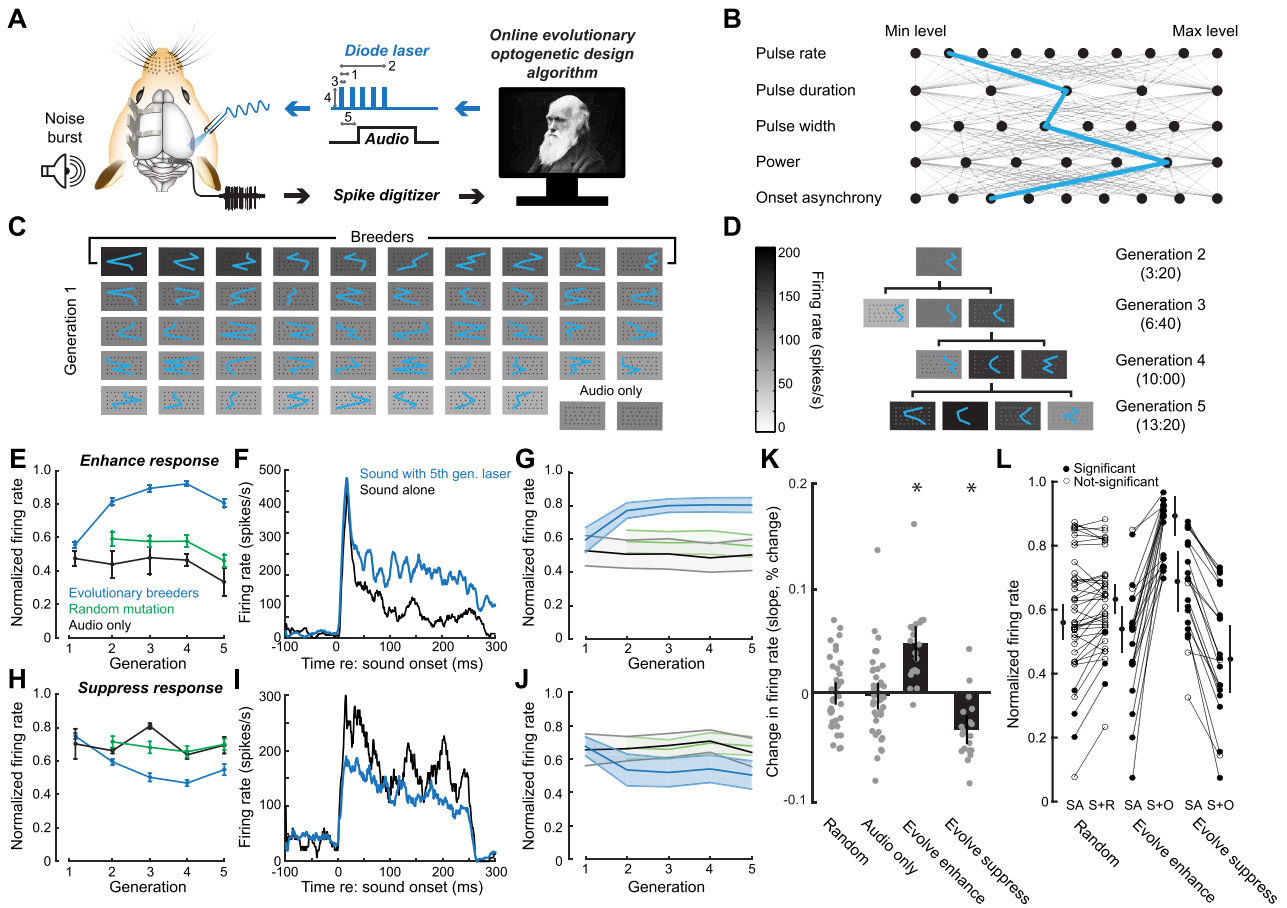 A
Diode laser
Online evolutionary
optogenetic design
algorithm
2
1
3
4
5
Audio
Noise
burst
Spike digitizer
B
Min level
Max level
Pulse rate
Pulse duration
Pulse width
Power
Onset asynchrony
C
Breeders
Generation 1
Audio only
D
200
150
100
50
0
Firing rate (spikes/s)
Generation 2
(3:20)
Generation 3
(6:40)
Generation 4
(10:00)
Generation 5
(13:20)
E
Enhance response
Normalized firing rate
1.0
0.8
0.6
0.4
0.2
0
Evolutionary breeders
Random mutation
Audio only
1 2 3 4 5
Generation
F
Sound with 5th gen. laser
Sound alone
Firing rate (spikes/s)
500
400
300
200
100
0
-100 0 100 200 300
Time re: sound onset (ms)
G
Normalized firing rate
1.0
0.8
0.6
0.4
0.2
0
1 2 3 4 5
Generation
H
Suppress response
Normalized firing rate
1.0
0.8
0.6
0.4
0.2
0
1 2 3 4 5
Generation
I
Firing rate (spikes/s)
300
200
100
0
-100 0 100 200 300
Time re: sound onset (ms)
J
Normalized firing rate
1.0
0.8
0.6
0.4
0.2
0
1 2 3 4 5
Generation
K
Change in firing rate (slope, % change)
0.2
0.1
0
-0.1
* *
Random
Audio only
Evolve enhance
Evolve suppress
L
Significant
Not-significant
Normalized firing rate
1.0
0.8
0.6
0.4
0.2
0
SA S+R SA S+O SA S+O
Random
Evolve enhance
Evolve suppress